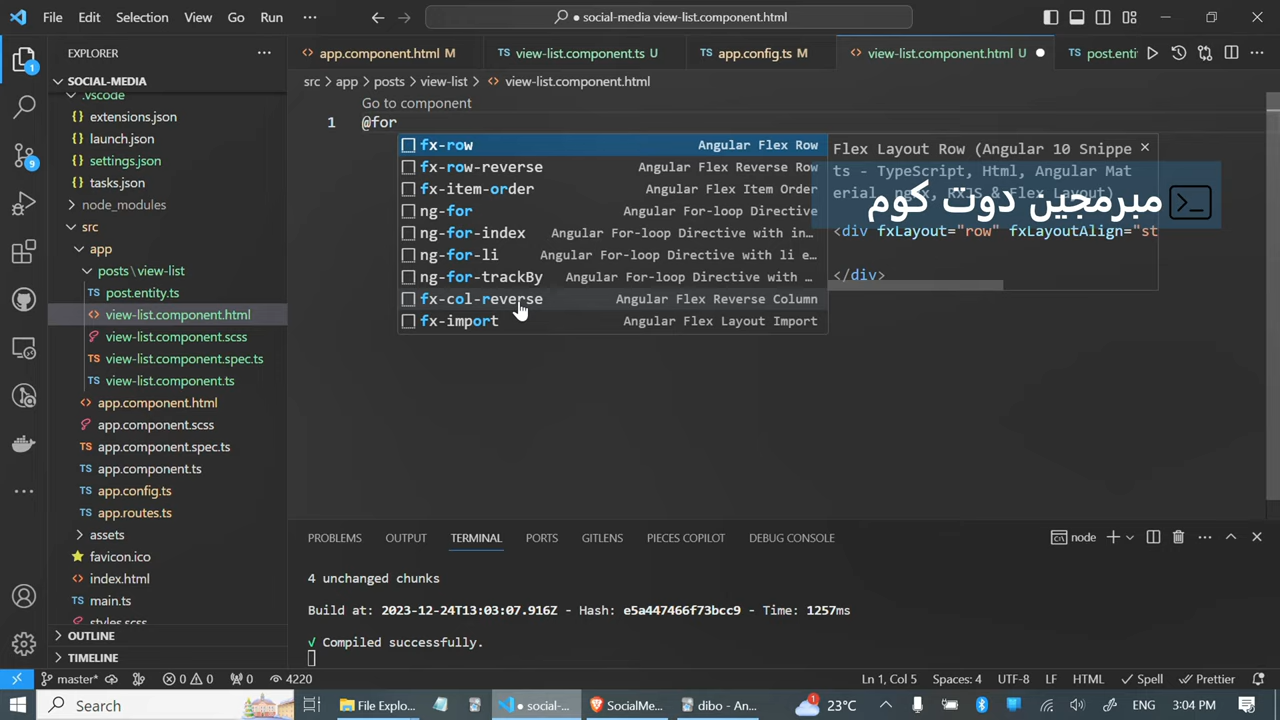 File Edit Selection View Go Run
social-media view-list.component.html
EXPLORER
app.component.html M
view-list.component.ts U
app.config.ts M
view-list.component.html U
post.enti
SOCIAL-MEDIA
src > app > posts > view-list > view-list.component.html
.vscode
Go to component
extensions.json
1 @for
launch.json
settings.json
tasks.json
node_modules
src
app
posts\view-list
post.entity.ts
view-list.component.html
view-list.component.scss
view-list.component.spec.ts
view-list.component.ts
app.component.html
app.component.scss
app.component.spec.ts
app.component.ts
app.config.ts
app.routes.ts
assets
favicon.ico
index.html
main.ts
styles.scss
OUTLINE
TIMELINE
fx-row Angular Flex Row
fx-row-reverse Angular Flex Reverse Row
fx-item-order Angular Flex Item Order
ng-for Angular For-loop Directive
ng-for-index Angular For-loop Directive with in...
ng-for-li Angular For-loop Directive with li e...
ng-for-trackBy Angular For-loop Directive with ...
fx-col-reverse Angular Flex Reverse Column
fx-import Angular Flex Layout Import
Flex Layout Row (Angular 10 Snippe
ts - TypeScript, Html, Angular Mat
erial, ngrx, RxJS & Flex Layout)
مبرمجين دوت كوم
<div fxLayout="row" fxLayoutAlign="st
</div>
PROBLEMS OUTPUT TERMINAL PORTS GITLENS PIECES COPILOT DEBUG CONSOLE
node
4 unchanged chunks
Build at: 2023-12-24T13:03:07.916Z - Hash: e5a447466f73bcc9 - Time: 1257ms
√ Compiled successfully.
master* 0 0 0 4220
Ln 1, Col 5 Spaces: 4 UTF-8 LF HTML Spell Prettier
Search
File Explo...
social-...
SocialMe...
dibo - An...
1
23°C
ENG
3:04 PM